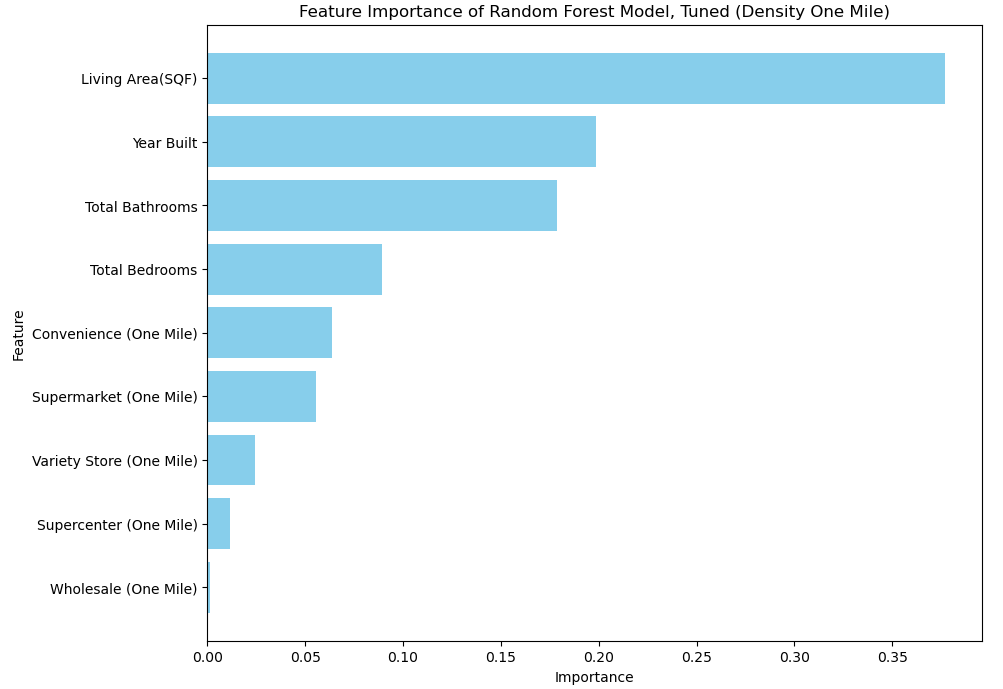 Feature Importance of Random Forest Model, Tuned (Density One Mile)
Feature
Living Area(SQF)
Year Built
Total Bathrooms
Total Bedrooms
Convenience (One Mile)
Supermarket (One Mile)
Variety Store (One Mile)
Supercenter (One Mile)
Wholesale (One Mile)
0.00 0.05 0.10 0.15 0.20 0.25 0.30 0.35
Importance